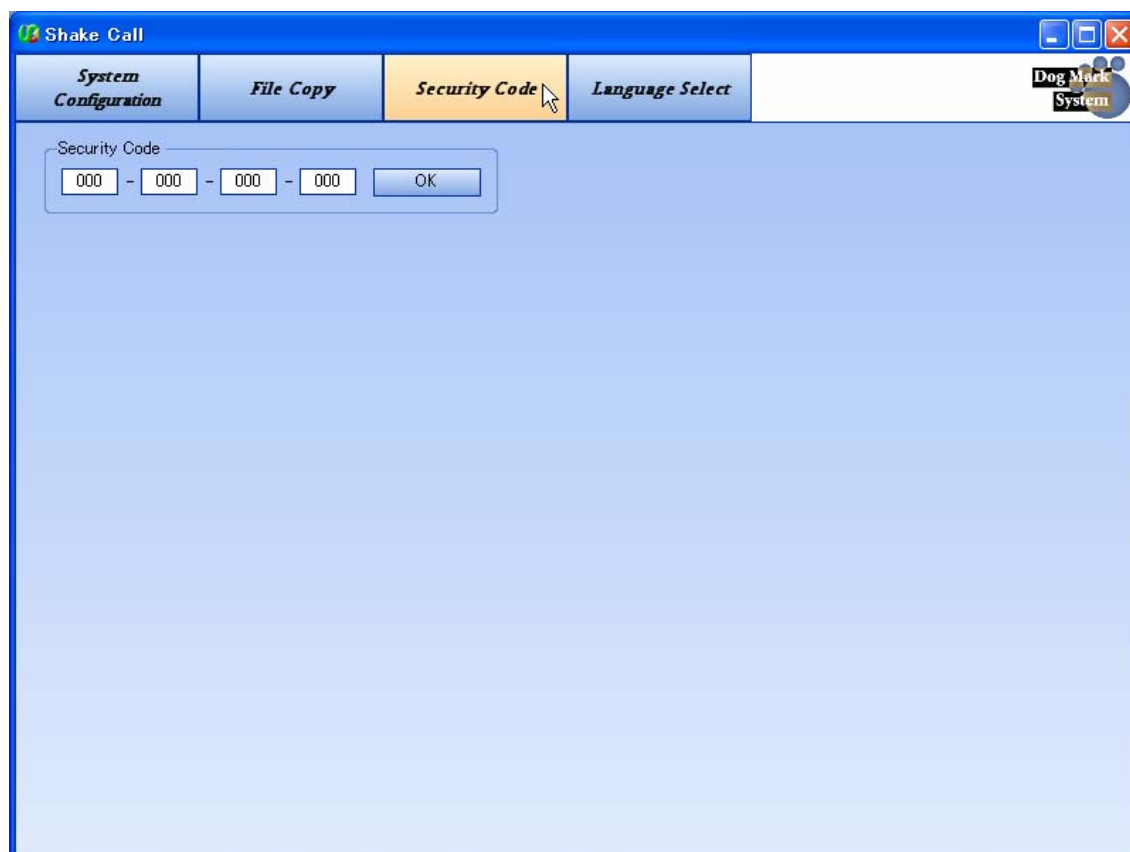 Shake Call
System
Configuration
File Copy
Security Code
Language Select
Dog Mark
System
Security Code
000 - 000 - 000 - 000 OK